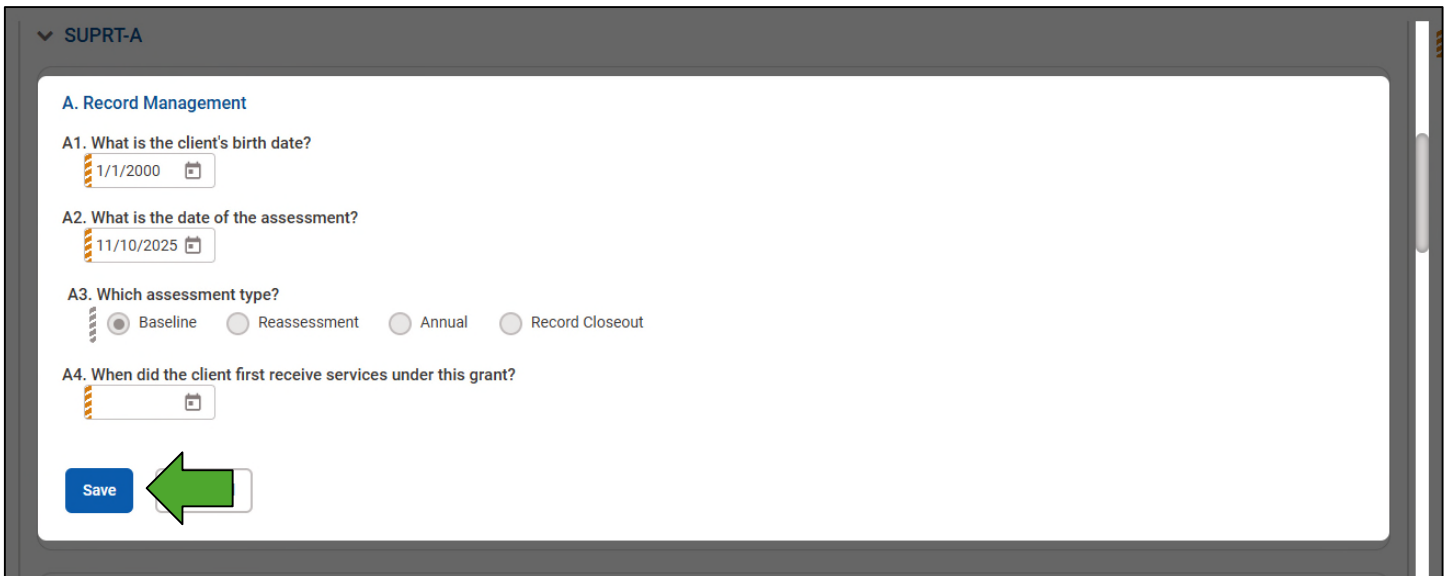 SUPRT-A
A. Record Management
A1. What is the client's birth date?
1/1/2000
A2. What is the date of the assessment?
11/10/2025
A3. Which assessment type?
Baseline Reassessment Annual Record Closeout
A4. When did the client first receive services under this grant?
Save